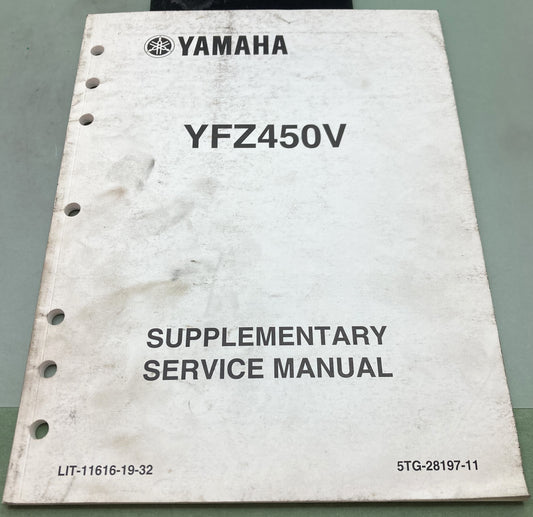 YAMAHA
YFZ450V
SUPPLEMENTARY
SERVICE MANUAL
LIT-11616-19-32
5TG-28197-11